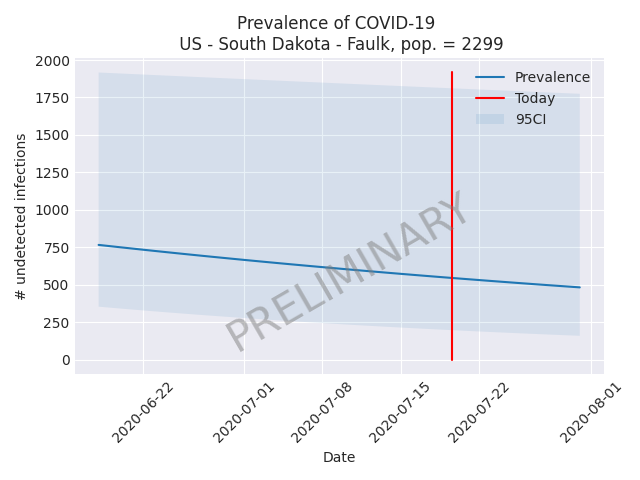 Prevalence of COVID-19
US - South Dakota - Faulk, pop. = 2299
2000
1750
1500
1250
1000
750
500
250
0
# undetected infections
Prevalence
Today
95CI
PRELIMINARY
2020-06-22
2020-07-01
2020-07-08
2020-07-15
2020-07-22
2020-08-01
Date